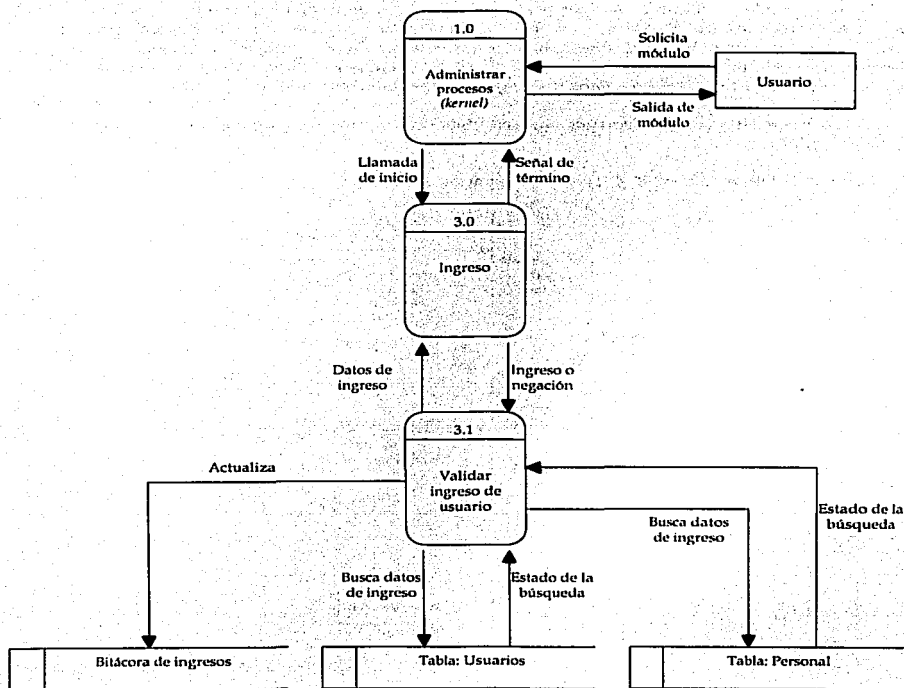 1.0
Administrar
procesos
(kernel)
Solicita
módulo
Usuario
Salida de
módulo
Llamada
de inicio
Señal de
término
3.0
Ingreso
Datos de
ingreso
Ingreso o
negación
3.1
Validar
ingreso de
usuario
Actualiza
Busca datos
de ingreso
Estado de la
búsqueda
Busca datos
de ingreso
Estado de la
búsqueda
Bitácora de ingresos
Tabla: Usuarios
Tabla: Personal